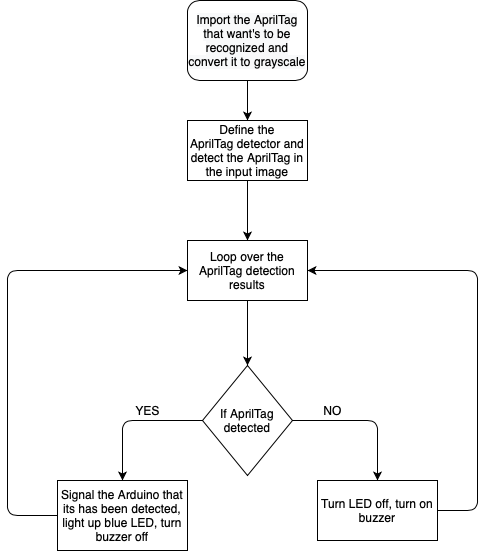 Import the AprilTag
that want's to be
recognized and
convert it to grayscale
Define the
AprilTag detector and
detect the AprilTag in
the input image
Loop over the
AprilTag detection
results
If AprilTag
detected
YES
NO
Signal the Arduino that
its has been detected,
light up blue LED, turn
buzzer off
Turn LED off, turn on
buzzer